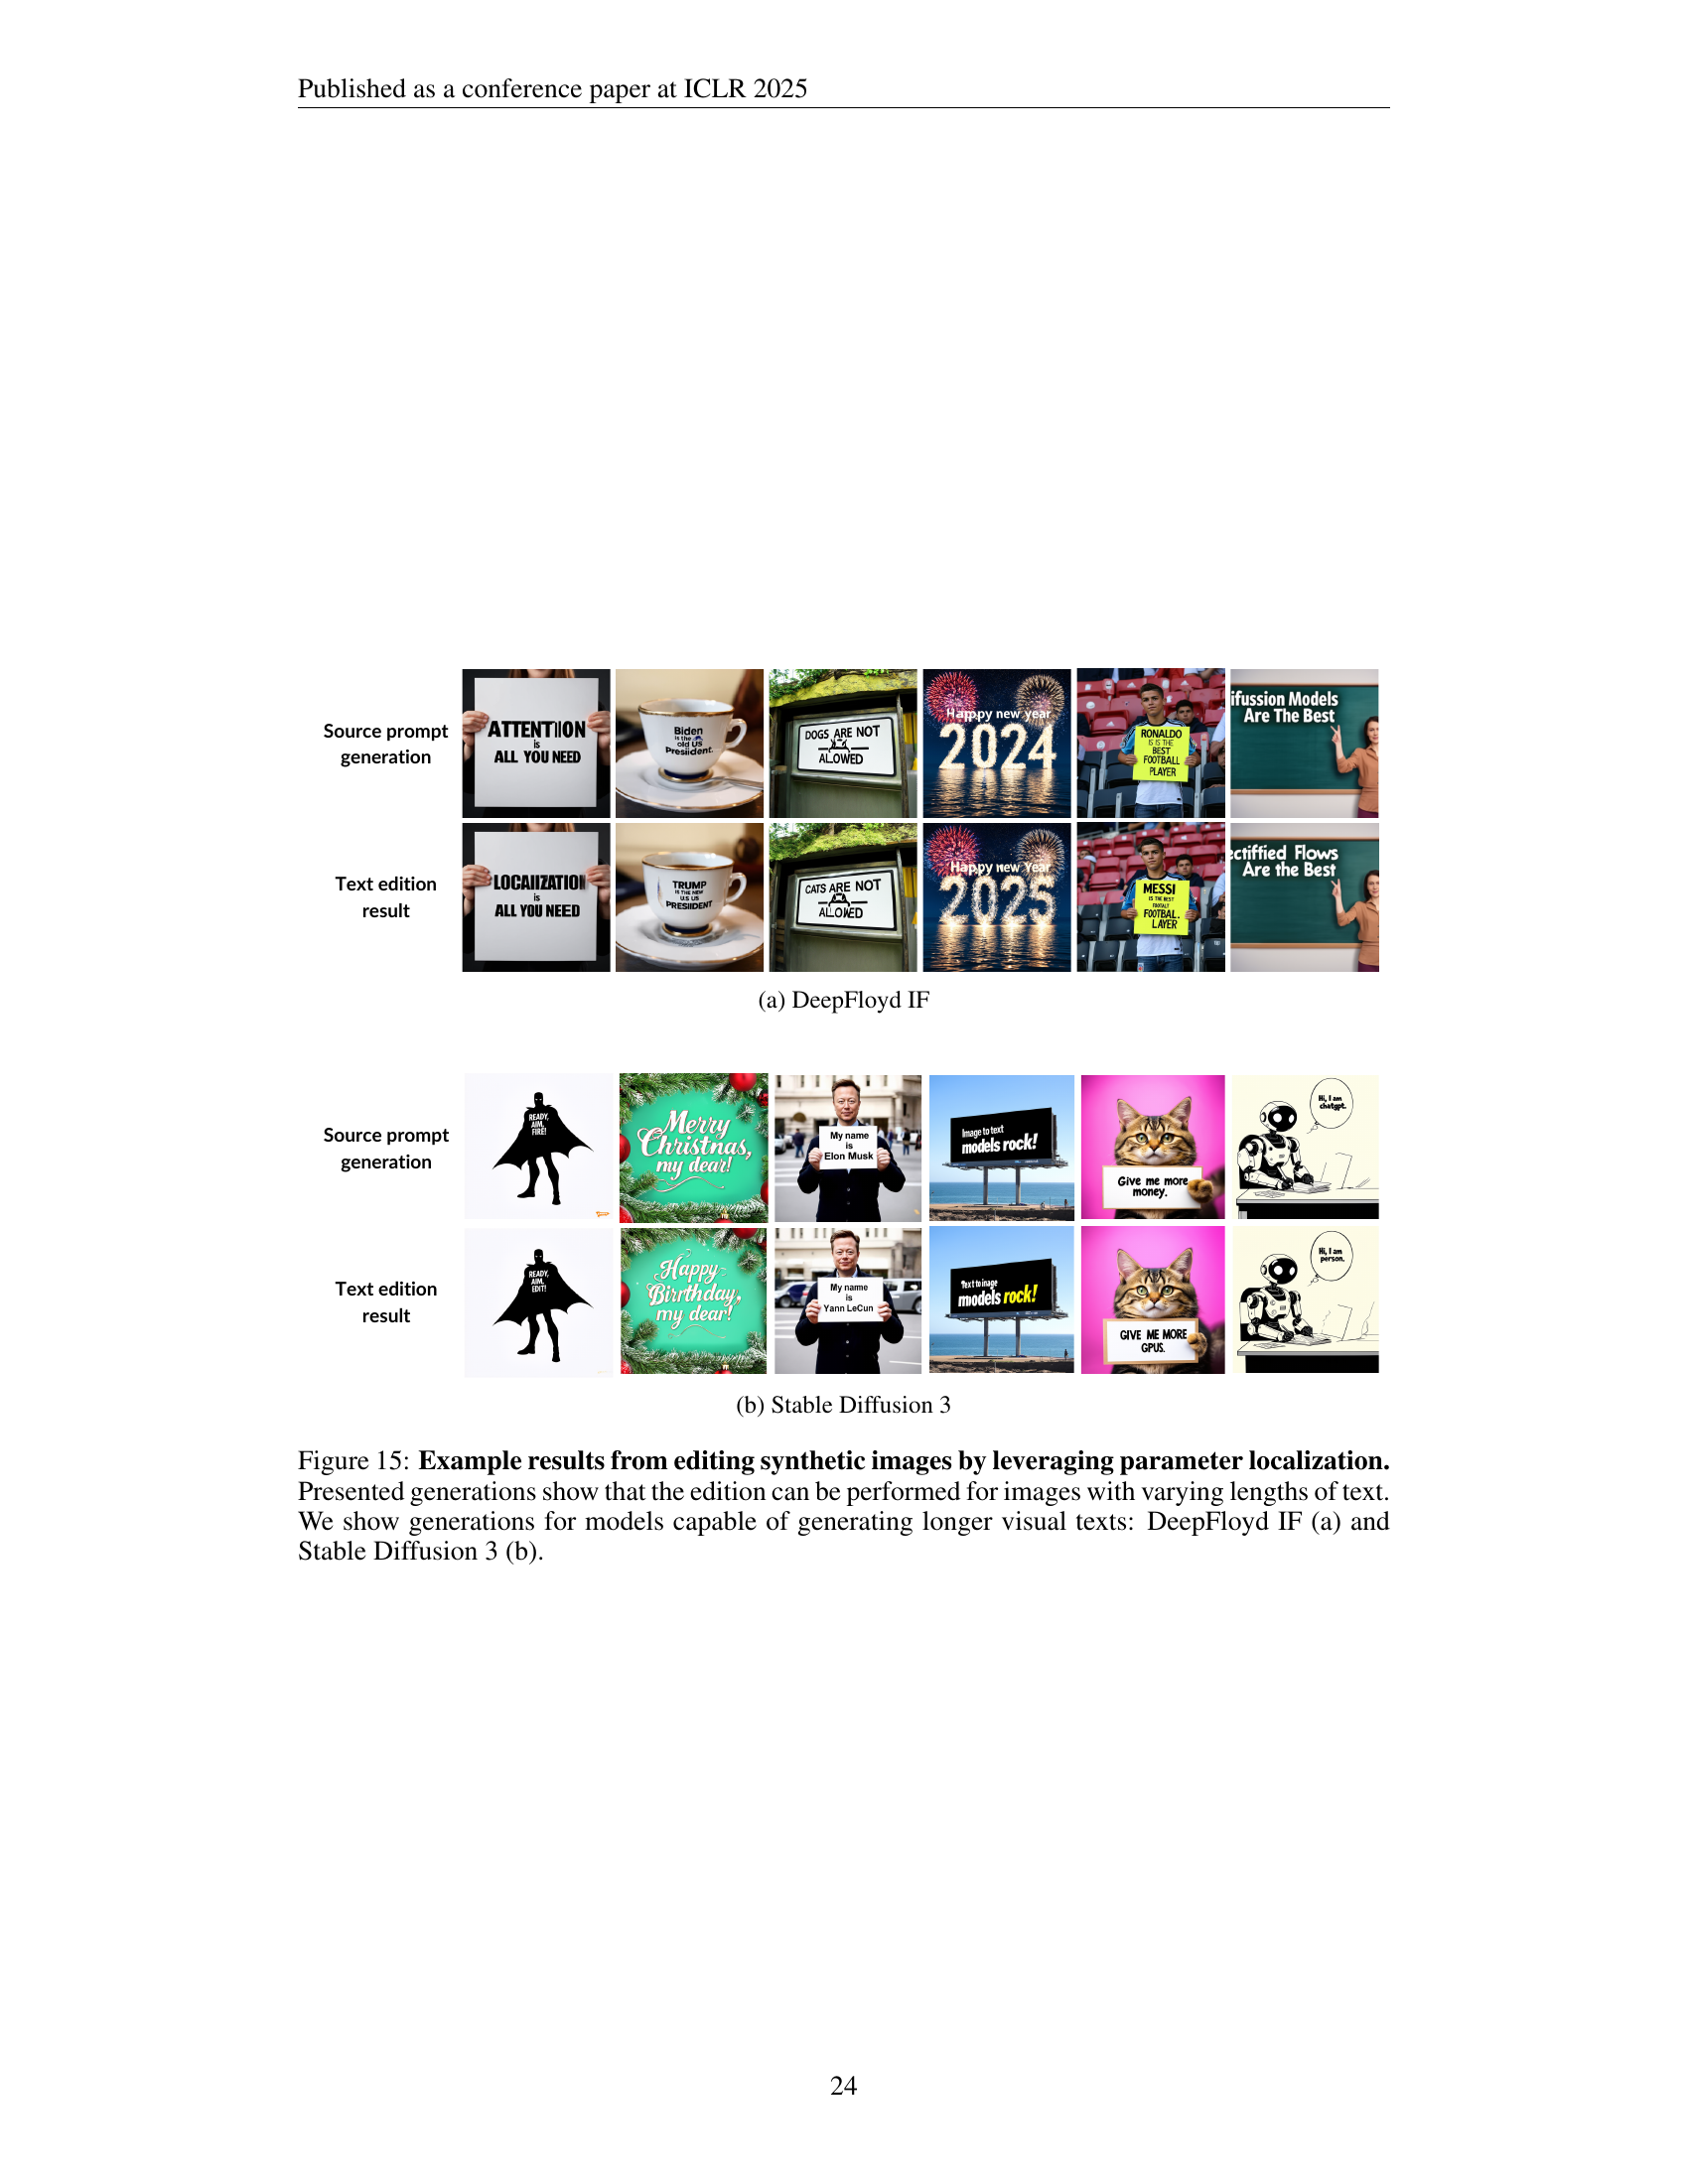 Published as a conference paper at ICLR 2025
Source prompt
generation
ATTENTION
is
ALL YOU NEED
Biden
is the
old US
Presiident.
DOGS ARE NOT
ALOWED
Happy new year
2024
RONALDO
IS IS THE
BEST
FOOTBALL
PLAYER
ifussion Models
Are The Best
Text edition
result
LOCAIIZATION
is
ALL YOU NEED
TRUMP
IS THE NEW
U.S US
PRESIIDENT
CATS ARE NOT
ALLOWED
Happy new Year
2025
MESSI
IS THE BEST
FOOTBAL.
LAYER
ectiffied Flows
Are the Best
(a) DeepFloyd IF
Source prompt
generation
READY,
AIM,
FIRE!
Merry
Christnas,
my dear!
My name
is
Elon Musk
Image to text
models rock!
Give me more
money.
Hi, I am
chatgpt.
Text edition
result
READY,
AIM,
EDIT!
Happy
Birrthday,
my dear!
My name
is
Yann LeCun
Text to image
models rock!
GIVE ME MORE
GPUS.
Hi, I am
person.
(b) Stable Diffusion 3
Figure 15: Example results from editing synthetic images by leveraging parameter localization.
Presented generations show that the edition can be performed for images with varying lengths of text.
We show generations for models capable of generating longer visual texts: DeepFloyd IF (a) and
Stable Diffusion 3 (b).
24